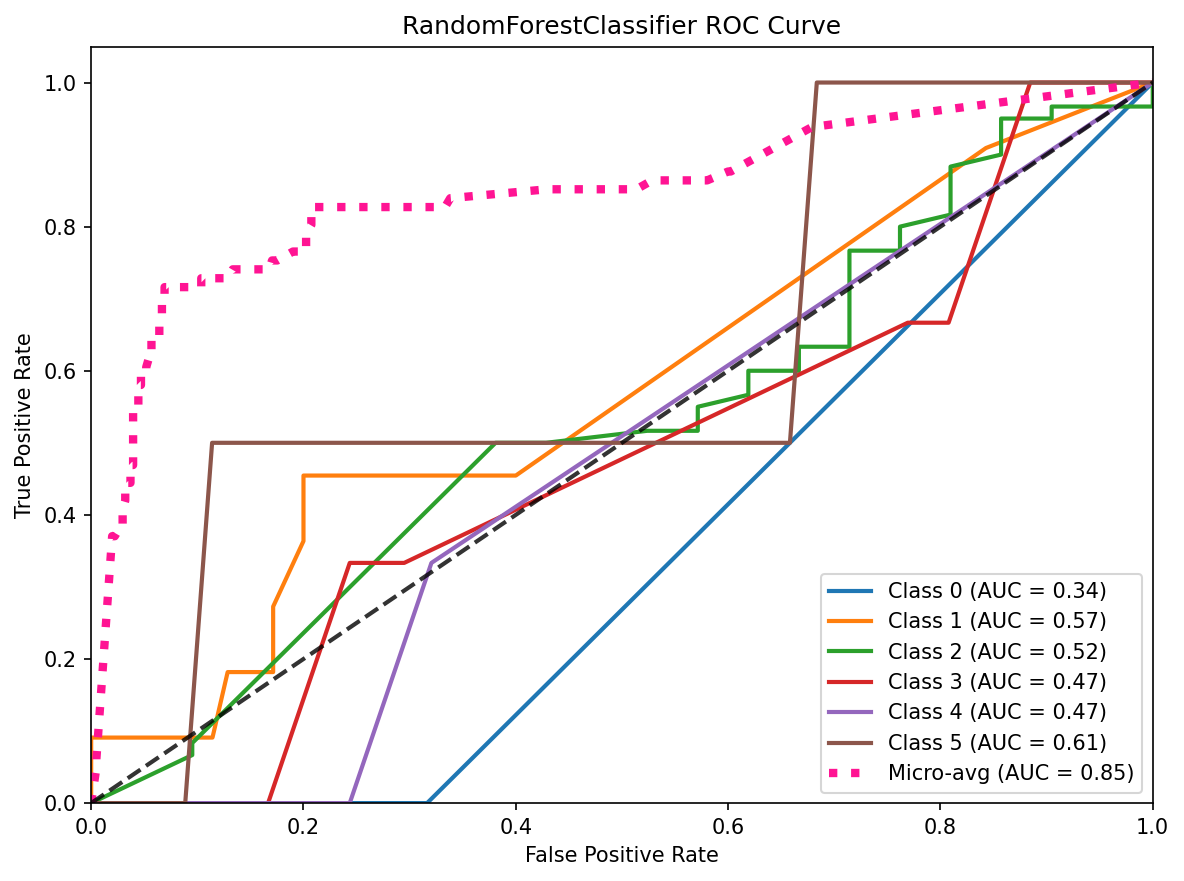 RandomForestClassifier ROC Curve
True Positive Rate
1.0
0.8
0.6
0.4
0.2
0.0
0.0 0.2 0.4 0.6 0.8 1.0
False Positive Rate
Class 0 (AUC = 0.34)
Class 1 (AUC = 0.57)
Class 2 (AUC = 0.52)
Class 3 (AUC = 0.47)
Class 4 (AUC = 0.47)
Class 5 (AUC = 0.61)
Micro-avg (AUC = 0.85)